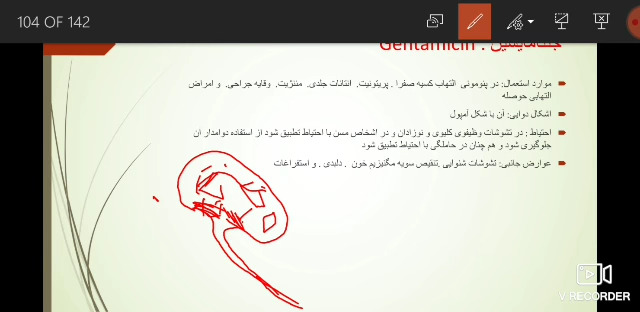 104 OF 142
جنتامایسین : Gentamicin
موارد استعمال: در پنومونی التهاب کسیه صفرا . پریتونیت. انتانات جلدی. مننژیت. وقایه جراحی. و امراض
التهابی حوصله
اشکال دوایی: آن با شکل آمپول
احتیاط : در تشوشات وظیفوی کلیوی و نوزادان و در اشخاص مسن با احتیاط تطبیق شود از استفاده دوامدار ان
جلوگیری شود و هم چنان در حاملگی با احتیاط تطبیق شود
عوارض جانبی: تشوشات شنوایی .تنقیص سویه مگنیزیم خون . دلبدی . و استفراغات
V.RECORDER